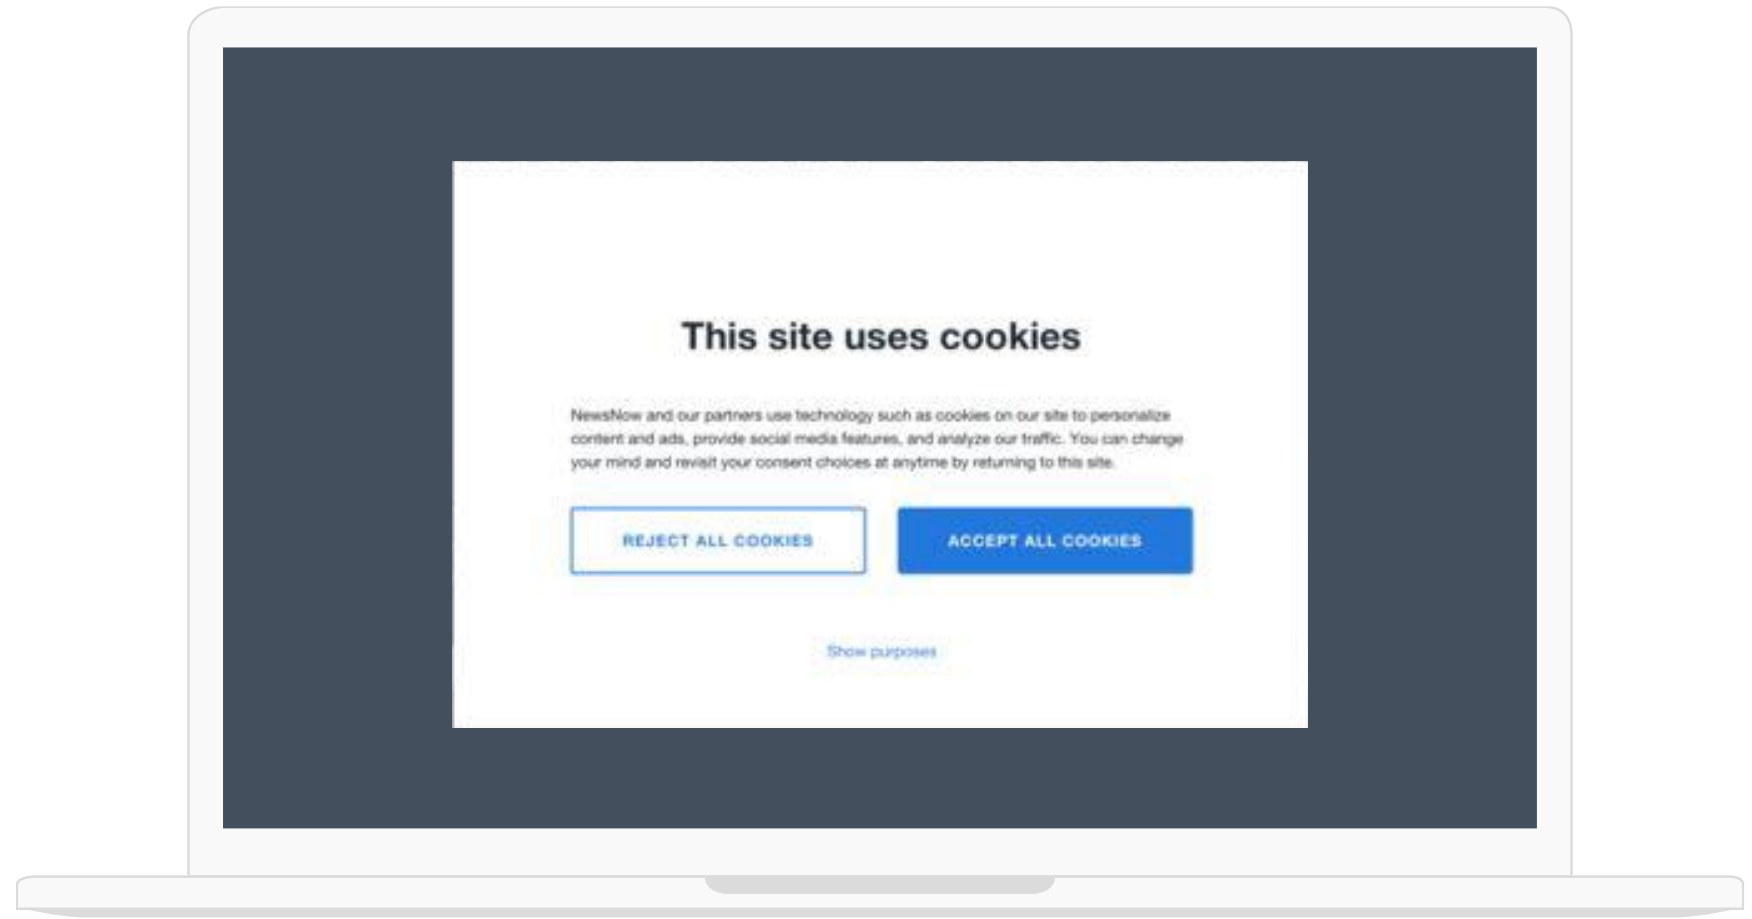 This site uses cookies
NewsNow and our partners use technology such as cookies on our site to personalize
content and ads, provide social media features, and analyze our traffic. You can change
your mind and revisit your consent choices at anytime by returning to this site.
REJECT ALL COOKIES
ACCEPT ALL COOKIES
Show purposes